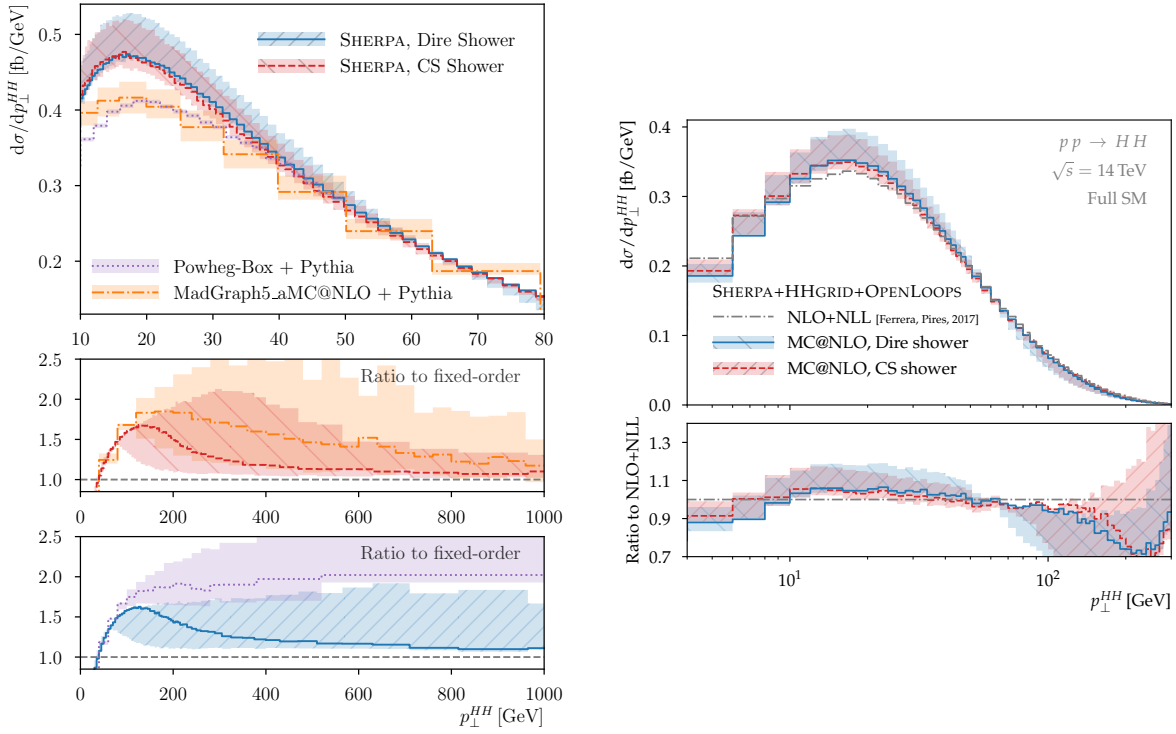 dσ/dp⊥^HH [fb/GeV]
0.5
0.4
0.3
0.2
SHERPA, Dire Shower
SHERPA, CS Shower
Powheg-Box + Pythia
MadGraph5_aMC@NLO + Pythia
10 20 30 40 50 60 70 80
2.5
2.0
1.5
1.0
Ratio to fixed-order
0 200 400 600 800 1000
2.5
2.0
1.5
1.0
Ratio to fixed-order
0 200 400 600 800 1000
p⊥^HH [GeV]
dσ/dp⊥^HH [fb/GeV]
0.4
0.3
0.2
0.1
0.0
p p → HH
√s = 14 TeV
Full SM
SHERPA+HHGRID+OPENLOOPS
NLO+NLL [Ferrera, Pires, 2017]
MC@NLO, Dire shower
MC@NLO, CS shower
Ratio to NLO+NLL
1.3
1.1
0.9
0.7
10^1 10^2
p⊥^HH [GeV]